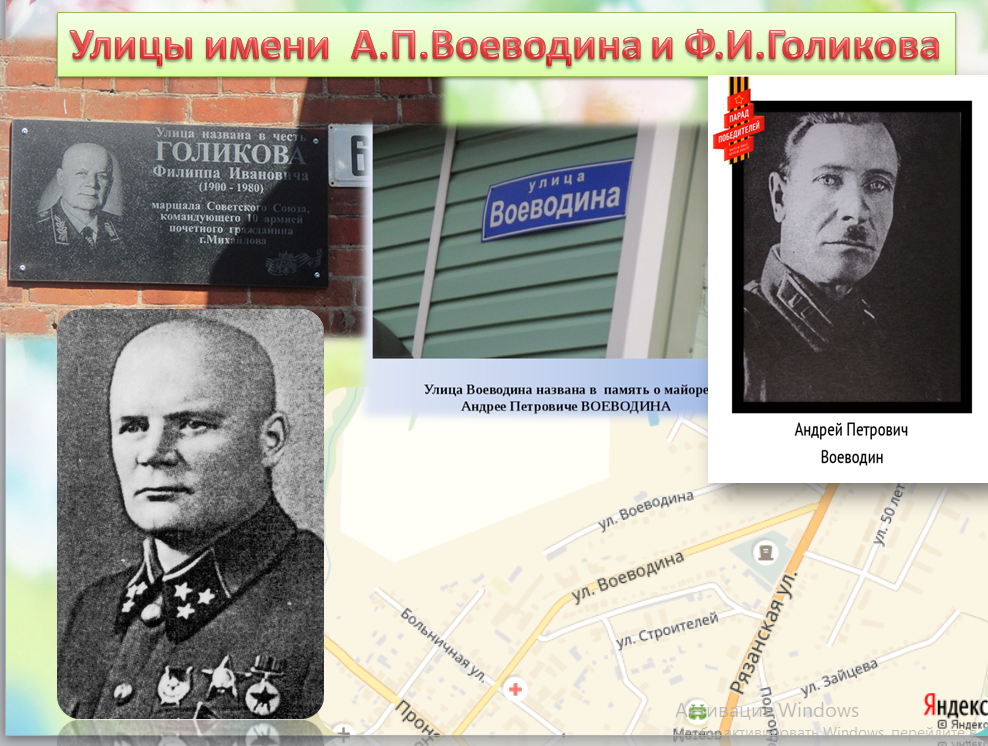 Улицы имени А.П.Воеводина и Ф.И.Голикова
Улица названа в честь
ГОЛИКОВА
Филиппа Ивановича
(1900 - 1980)
маршала Советского Союза,
командующего 10 армией
почетного гражданина
г.Михайлова
6
улица
Воеводина
Улица Воеводина названа в память о майоре
Андрее Петровиче ВОЕВОДИНА
ПАРАД
ПОБЕДИТЕЛЕЙ
Андрей Петрович
Воеводин
ул. Воеводина
ул. 50 лет
ул. Воеводина
ул. Строителей
Больничная ул.
Рязанская ул.
ул. Зайцева
Прон
Метеор
Активация Windows
активировать Windows, перейдите в
Яндекс
© Яндекс